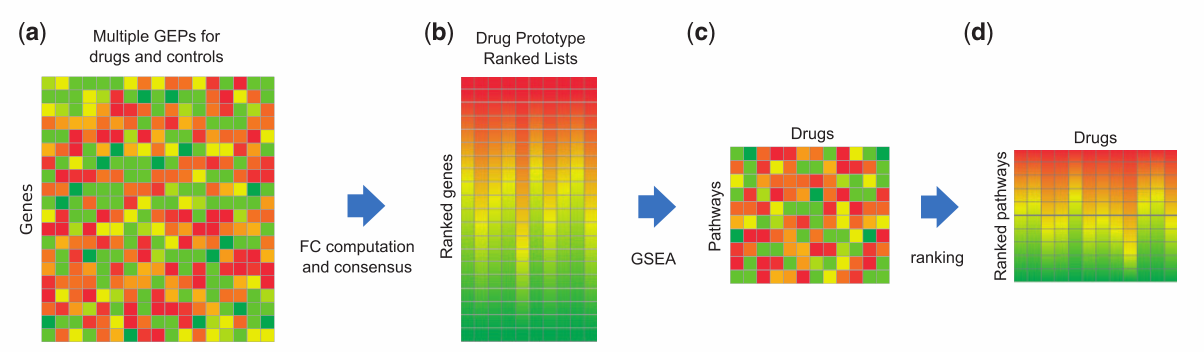 (a)
Multiple GEPs for
drugs and controls
Genes
FC computation
and consensus
(b)
Drug Prototype
Ranked Lists
Ranked genes
GSEA
(c)
Drugs
Pathways
ranking
(d)
Drugs
Ranked pathways